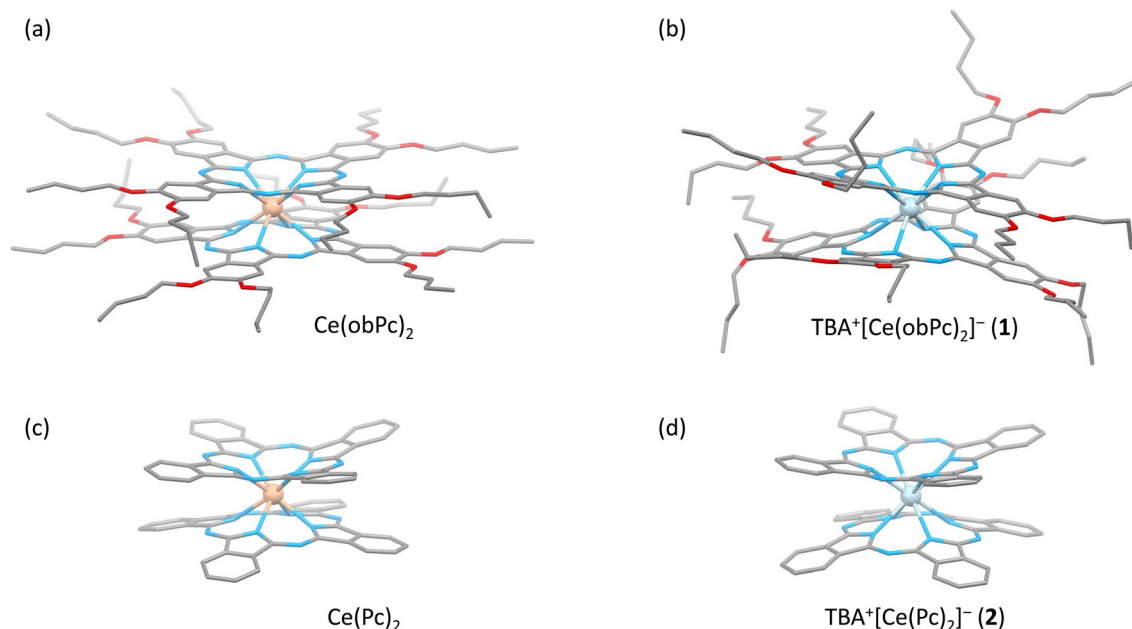 (a)
(b)
Ce(obPc)₂
TBA⁺[Ce(obPc)₂]⁻ (1)
(c)
(d)
Ce(Pc)₂
TBA⁺[Ce(Pc)₂]⁻ (2)